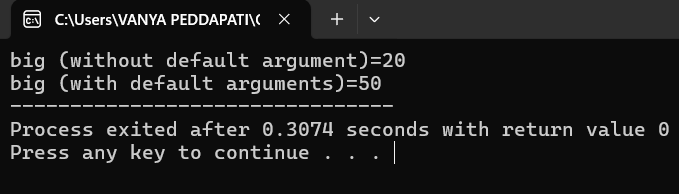 C:\Users\VANYA PEDDAPATI\
big (without default argument)=20
big (with default arguments)=50
--------------------------------
Process exited after 0.3074 seconds with return value 0
Press any key to continue . . .